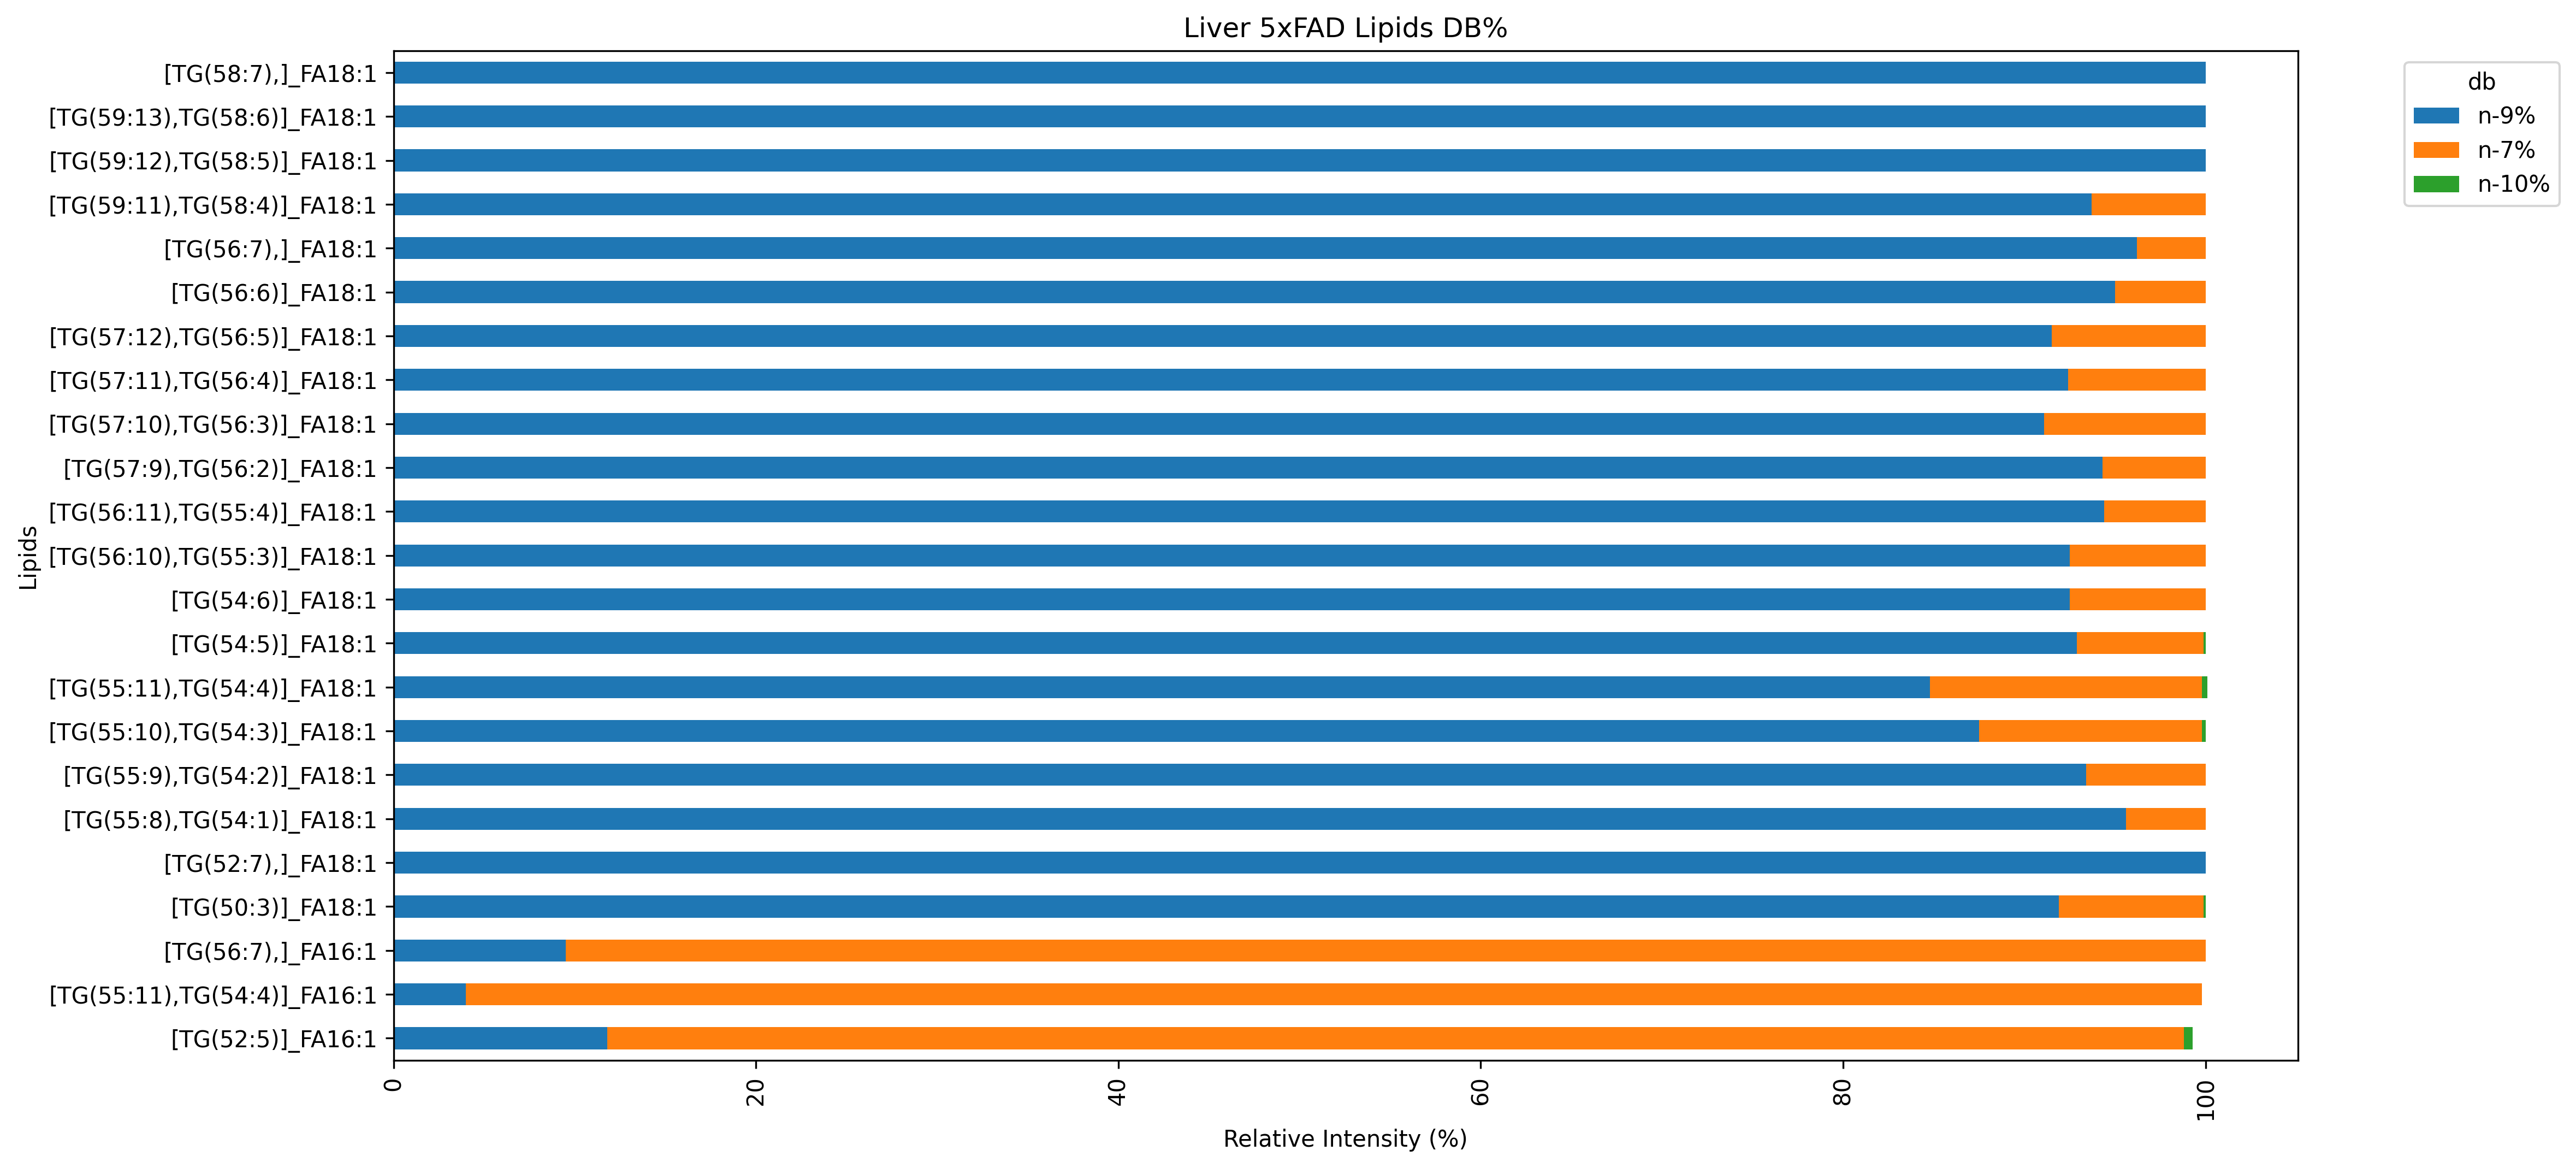 Liver 5xFAD Lipids DB%
[TG(58:7),]_FA18:1
[TG(59:13),TG(58:6)]_FA18:1
[TG(59:12),TG(58:5)]_FA18:1
[TG(59:11),TG(58:4)]_FA18:1
[TG(56:7),]_FA18:1
[TG(56:6)]_FA18:1
[TG(57:12),TG(56:5)]_FA18:1
[TG(57:11),TG(56:4)]_FA18:1
[TG(57:10),TG(56:3)]_FA18:1
[TG(57:9),TG(56:2)]_FA18:1
[TG(56:11),TG(55:4)]_FA18:1
[TG(56:10),TG(55:3)]_FA18:1
[TG(54:6)]_FA18:1
[TG(54:5)]_FA18:1
[TG(55:11),TG(54:4)]_FA18:1
[TG(55:10),TG(54:3)]_FA18:1
[TG(55:9),TG(54:2)]_FA18:1
[TG(55:8),TG(54:1)]_FA18:1
[TG(52:7),]_FA18:1
[TG(50:3)]_FA18:1
[TG(56:7),]_FA16:1
[TG(55:11),TG(54:4)]_FA16:1
[TG(52:5)]_FA16:1
Lipids
0
20
40
60
80
100
Relative Intensity (%)
db
n-9%
n-7%
n-10%